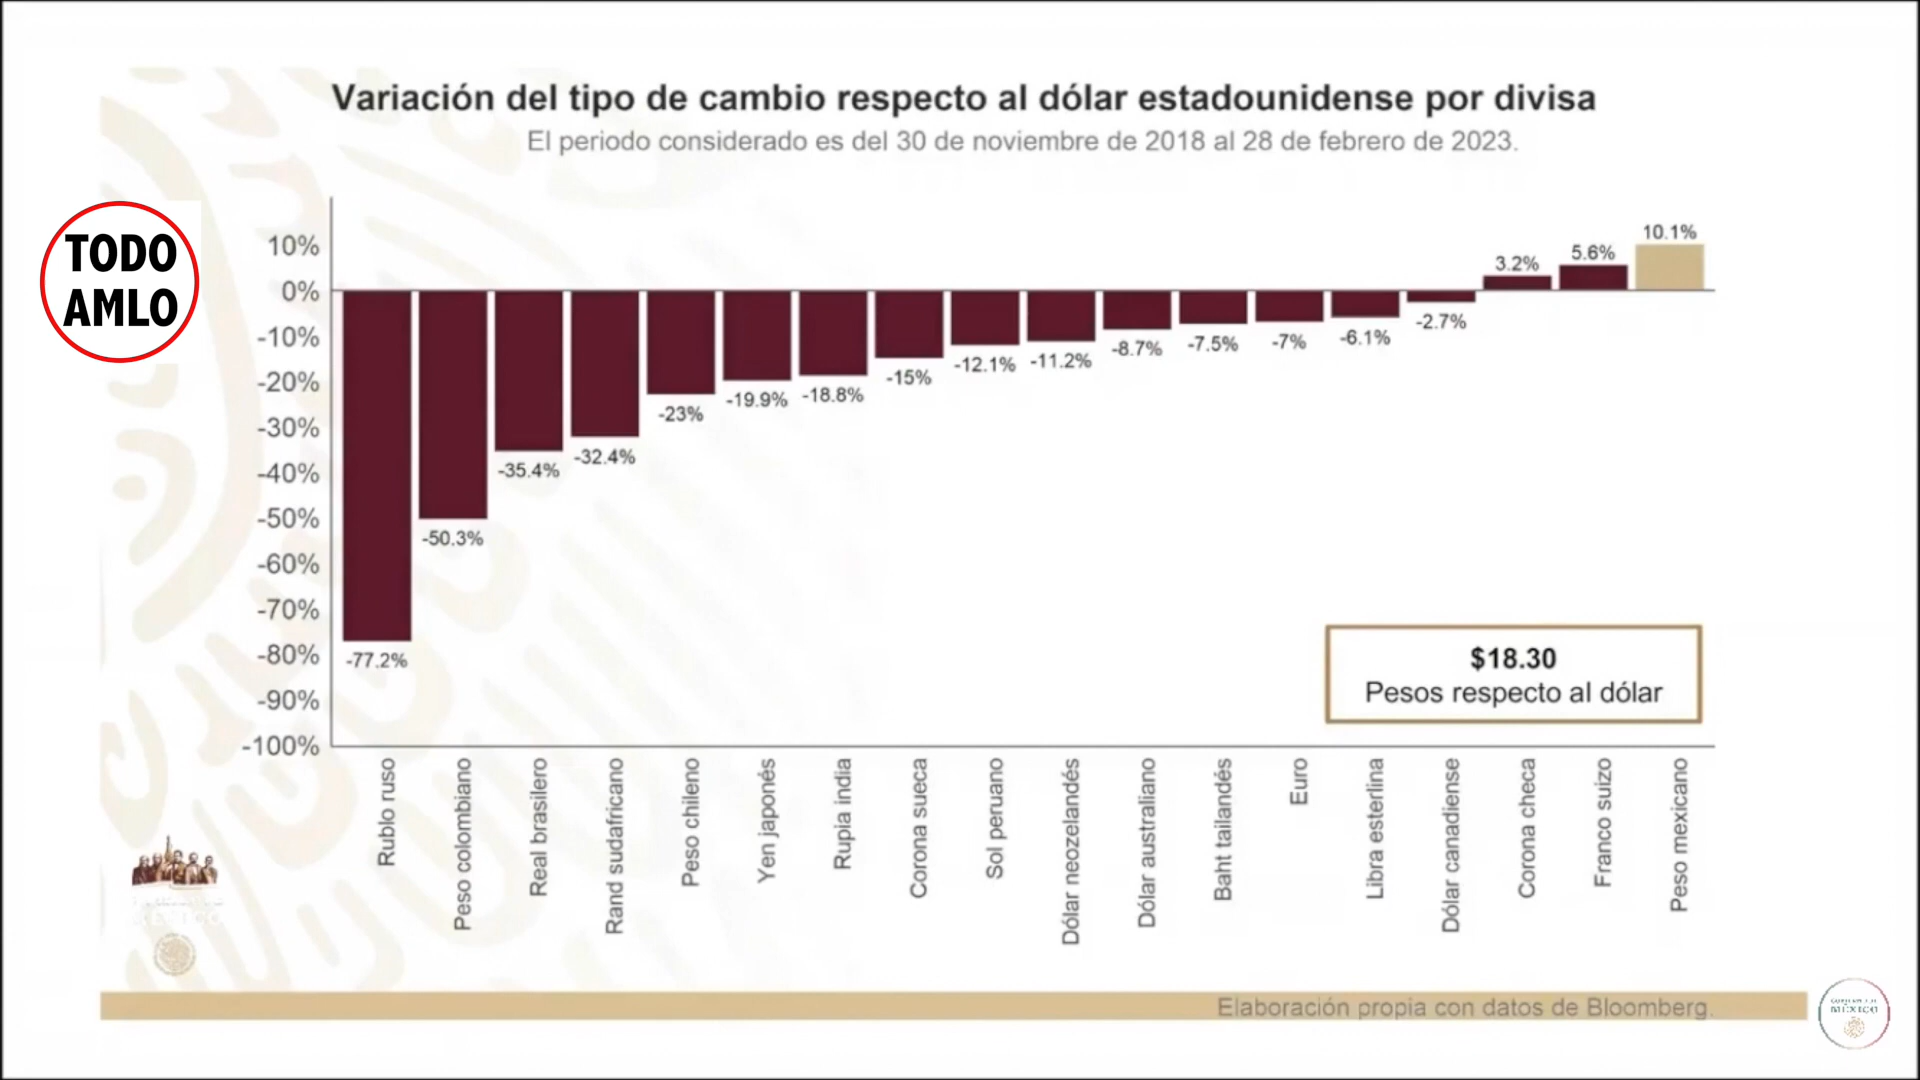 Variación del tipo de cambio respecto al dólar estadounidense por divisa
El periodo considerado es del 30 de noviembre de 2018 al 28 de febrero de 2023.
TODO
AMLO
10%
0%
-10%
-20%
-30%
-40%
-50%
-60%
-70%
-80%
-90%
-100%
-77.2%
-50.3%
-35.4%
-32.4%
-23%
-19.9%
-18.8%
-15%
-12.1%
-11.2%
-8.7%
-7.5%
-7%
-6.1%
-2.7%
3.2%
5.6%
10.1%
$18.30
Pesos respecto al dólar
Rublo ruso
Peso colombiano
Real brasilero
Rand sudafricano
Peso chileno
Yen japonés
Rupia india
Corona sueca
Sol peruano
Dólar neozelandés
Dólar australiano
Baht tailandés
Euro
Libra esterlina
Dólar canadiense
Corona checa
Franco suizo
Peso mexicano
MÉXICO
Elaboración propia con datos de Bloomberg.
MÉXICO